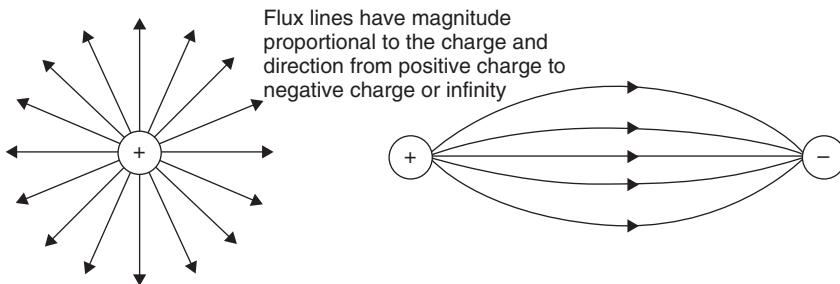 Flux lines have magnitude
proportional to the charge and
direction from positive charge to
negative charge or infinity
+
+
−